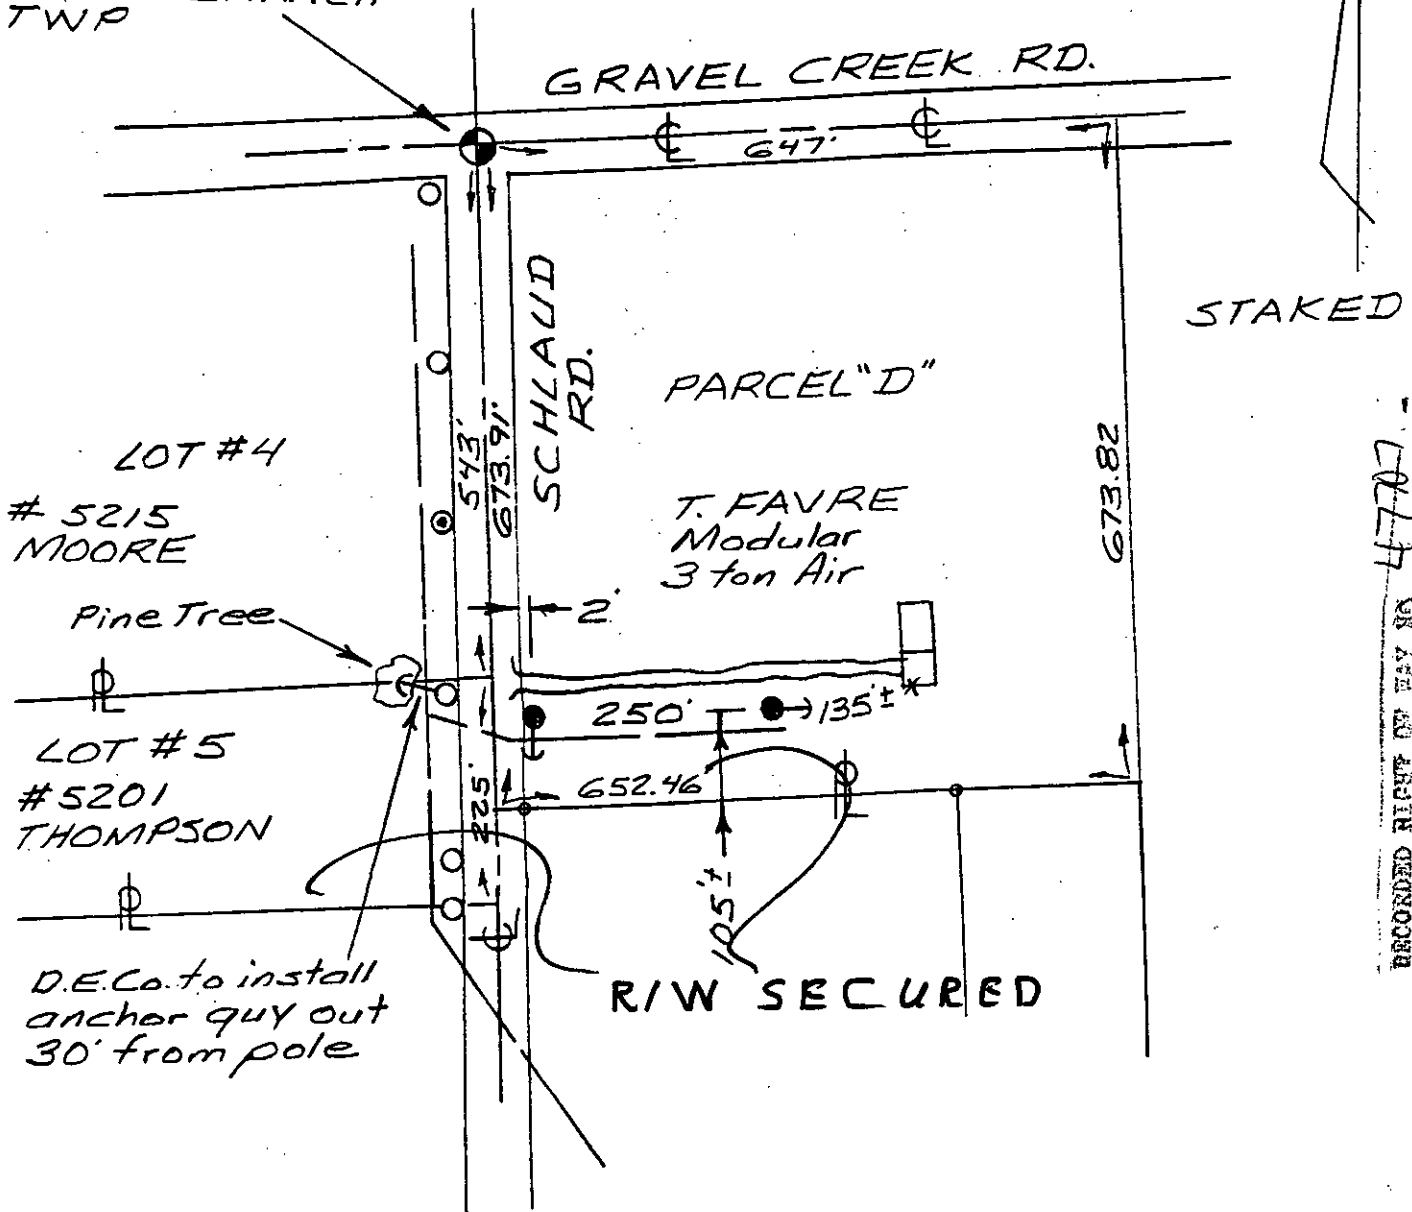 TWP
GRAVEL CREEK RD.
647'
SCHLAUD
RD.
STAKED
PARCEL "D"
543'
673.91'
673.82
LOT #4
# 5215
MOORE
T. FAVRE
Modular
3 ton Air
2'
Pine Tree
250'
135'±
LOT #5
#5201
THOMPSON
652.46
225'
105'±
D.E.Co. to install
anchor guy out
30' from pole
R/W SECURED
RECORDED RIGHT OF WAY NO